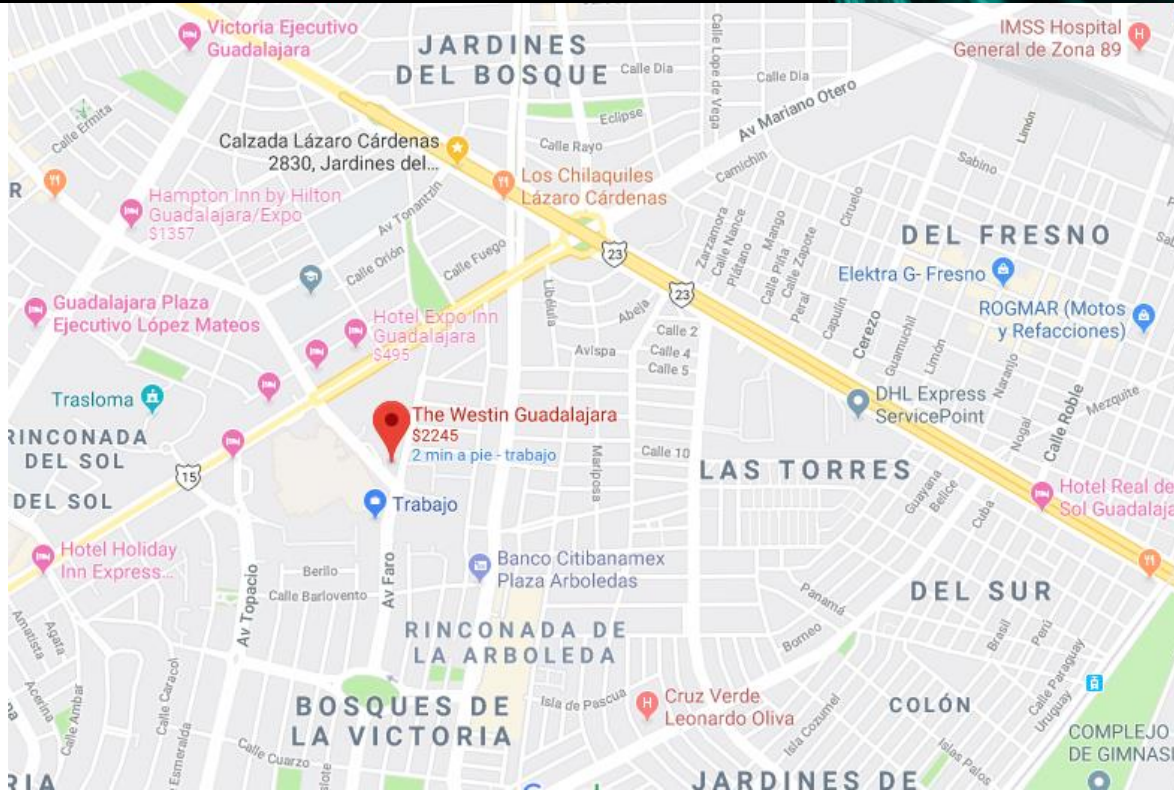 Victoria Ejecutivo
Guadalajara
JARDINES
DEL BOSQUE
Calle Dia
Calle Lope de Vega
Calle Dia
IMSS Hospital
General de Zona 89
Calle Ermita
Eclipse
Av Mariano Otero
Limón
Calzada Lázaro Cárdenas
2830, Jardines del...
Calle Rayo
Camichin
Sabino
R
Los Chilaquiles
Lázaro Cárdenas
Hampton Inn by Hilton
Guadalajara/Expo
$1357
Av Tonantzin
Calle Orión
Calle Fuego
23
Zarzamora
Calle Nance
Plátano
Calle Piña
Mango
Calle Zapote
Peral
Ciruelo
DEL FRESNO
Elektra G- Fresno
23
Guadalajara Plaza
Ejecutivo López Mateos
Hotel Expo Inn
Guadalajara
$495
Libélula
Abeja
Capulín
Cerezo
Guamuchil
Limón
ROGMAR (Motos
y Refacciones)
Calle 2
Avispa
Calle 4
Calle 5
Naranjo
Trasloma
DHL Express
ServicePoint
Calle Roble
Mezquite
The Westin Guadalajara
$2245
2 min a pie - trabajo
RINCONADA
DEL SOL
Nogal
Mariposa
Calle 10
LAS TORRES
15
DEL SOL
Trabajo
Guayana
Belice
Cuba
Hotel Real de
Sol Guadalaja
Hotel Holiday
Inn Express...
Banco Citibanamex
Plaza Arboledas
Berilo
Calle Barlovento
Av Faro
Av Topacio
Panamá
DEL SUR
Amatista
Agata
RINCONADA DE
LA ARBOLEDA
Borneo
Brasil
Perú
Acerina
Calle Ambar
Calle Caracol
Esmeralda
Isla de Pascua
Cruz Verde
Leonardo Oliva
Calle Paraguay
Uruguay
BOSQUES DE
LA VICTORIA
Isla Cozumel
COLÓN
Calle Cuarzo
Islas Palos
COMPLEJO
DE GIMNASI
RIA
JARDINES DE